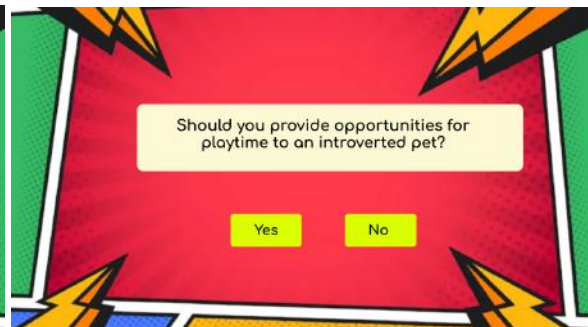 Should you provide opportunities for
playtime to an introverted pet?
Yes
No